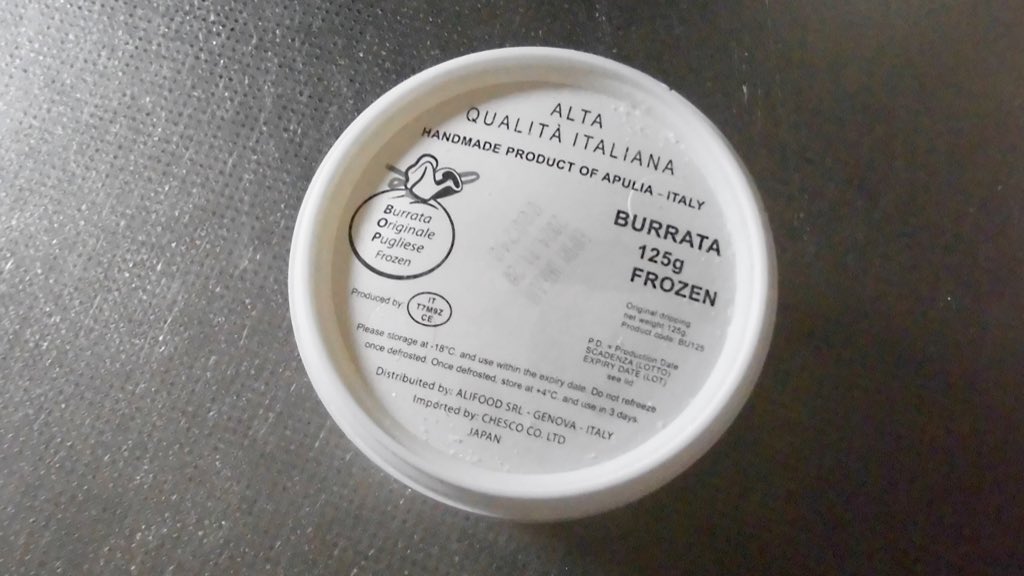 ALTA
QUALITÀ ITALIANA
HANDMADE PRODUCT OF APULIA - ITALY
Burrata
Originale
Pugliese
Frozen
BURRATA
125g
FROZEN
Produced by:
IT
T7M9Z
CE
Original dripping
net weight: 125g.
Product code: BU125
P.D. = Production Date
SCADENZA (LOTTO)
EXPIRY DATE (LOT)
see lid
Please storage at -18°C. and use within the expiry date. Do not refreeze
once defrosted. Once defrosted, store at +4°C. and use in 3 days.
Distribuited by: ALIFOOD SRL - GENOVA - ITALY
Imported by: CHESCO CO. LTD
JAPAN